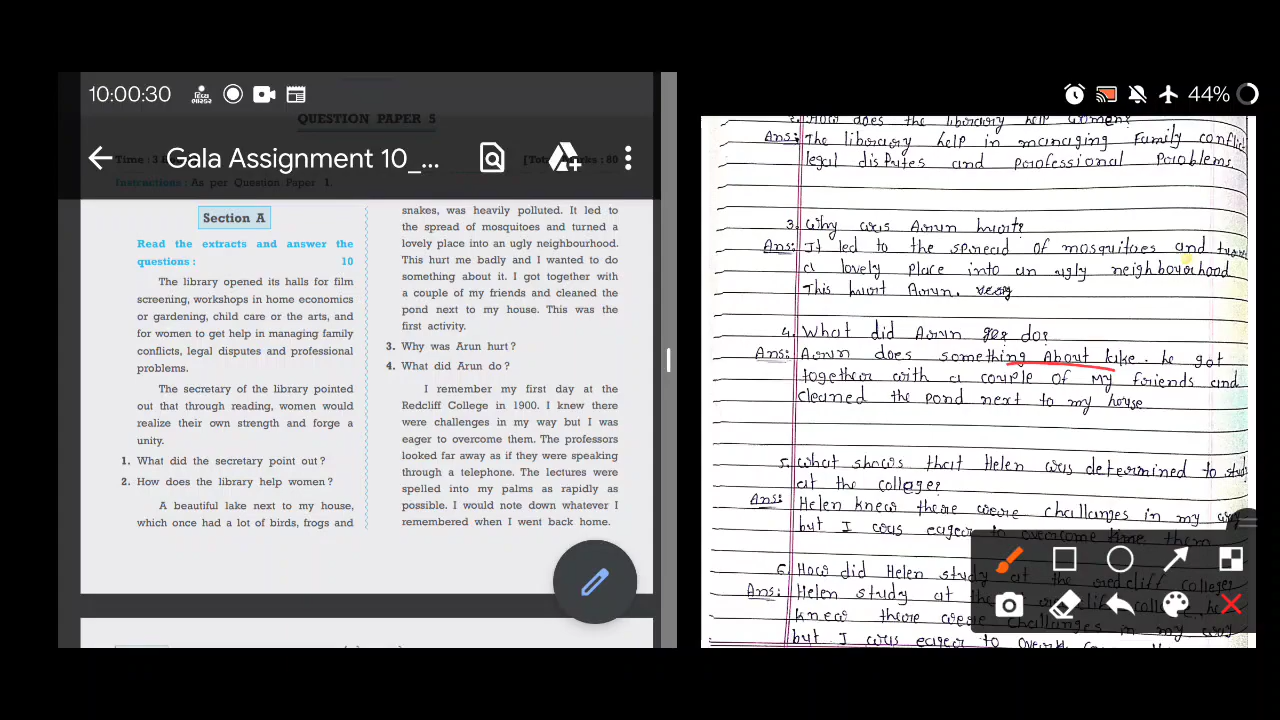 10:00:30
44%
QUESTION PAPER 5
Gala Assignment 10_...
Time : 3
[Tot
ks : 80
Instructions : As per Question Paper 1.
Section A
Read the extracts and answer the
questions : 10
The library opened its halls for film
screening, workshops in home economics
or gardening, child care or the arts, and
for women to get help in managing family
conflicts, legal disputes and professional
problems.
The secretary of the library pointed
out that through reading, women would
realize their own strength and forge a
unity.
1. What did the secretary point out ?
2. How does the library help women ?
A beautiful lake next to my house,
which once had a lot of birds, frogs and
snakes, was heavily polluted. It led to
the spread of mosquitoes and turned a
lovely place into an ugly neighbourhood.
This hurt me badly and I wanted to do
something about it. I got together with
a couple of my friends and cleaned the
pond next to my house. This was the
first activity.
3. Why was Arun hurt ?
4. What did Arun do ?
I remember my first day at the
Redcliff College in 1900. I knew there
were challenges in my way but I was
eager to overcome them. The professors
looked far away as if they were speaking
through a telephone. The lectures were
spelled into my palms as rapidly as
possible. I would note down whatever I
remembered when I went back home.
2. How does the library help women?
Ans: The library help in managing Family conflic
legal disputes and professional Problems
3. Why was Arun hurt?
Ans: It led to the spread of mosquitoes and
a lovely place into an ugly neighbourhood
This hurt Arun.
4. What did Arun do?
Ans: Arun does something About like. he got
together with a couple of My friends and
cleaned the pond next to my house
5. What shows that Helen was determined to
at the collage?
Ans: Helen knew there were challanges in my way
but I was eager to overcome them
6. How did Helen study at the redcliff college?
Ans: Helen study at the
knew there were challanges in my way
but I was eager to